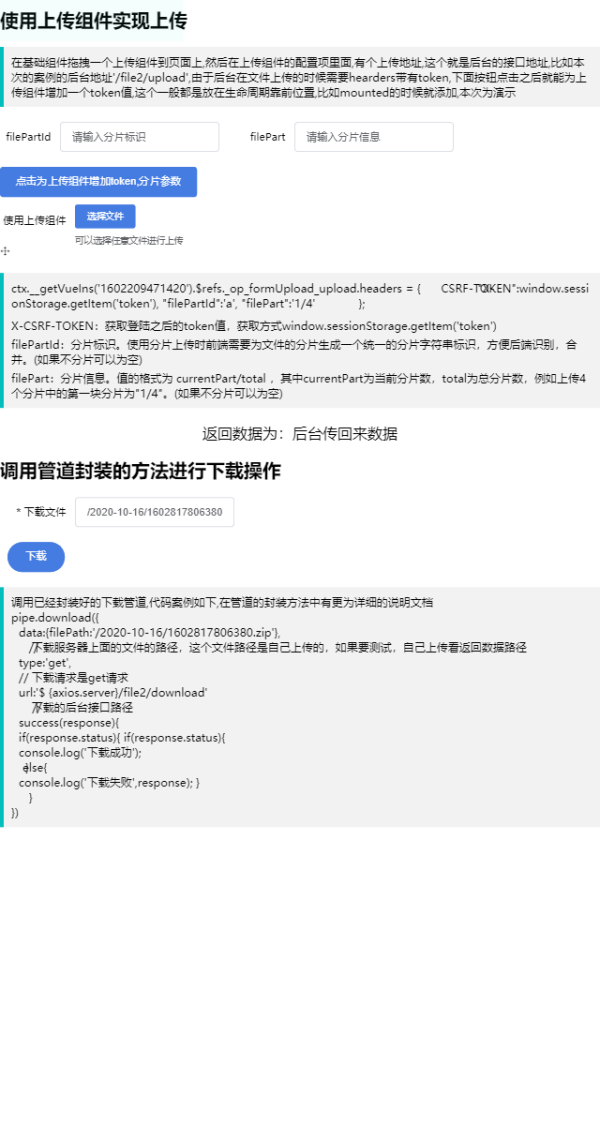 使用上传组件实现上传
在基础组件拖拽一个上传组件到页面上,然后在上传组件的配置项里面,有个上传地址,这个就是后台的接口地址,比如本
次的案例的后台地址'/file2/upload',由于后台在文件上传的时候需要hearders带有token,下面按钮点击之后就能为上
传组件增加一个token值,这个一般都是放在生命周期靠前位置,比如mounted的时候就添加,本次为演示
filePartId 请输入分片标识 filePart 请输入分片信息
点击为上传组件增加token,分片参数
使用上传组件 选择文件
可以选择任意文件进行上传
ctx.__getVueIns('1602209471420').$refs._op_formUpload_upload.headers = { CSRF-TOKEN":window.sessi
onStorage.getItem('token'), "filePartId":'a', "filePart":'1/4' };
X-CSRF-TOKEN：获取登陆之后的token值，获取方式window.sessionStorage.getItem('token')
filePartId：分片标识。使用分片上传时前端需要为文件的分片生成一个统一的分片字符串标识，方便后端识别，合
并。(如果不分片可以为空)
filePart：分片信息。值的格式为 currentPart/total ，其中currentPart为当前分片数，total为总分片数，例如上传4
个分片中的第一块分片为"1/4"。(如果不分片可以为空)
返回数据为：后台传回来数据
调用管道封装的方法进行下载操作
* 下载文件 /2020-10-16/1602817806380
下载
调用已经封装好的下载管道,代码案例如下,在管道的封装方法中有更为详细的说明文档
pipe.download({
data:{filePath:'/2020-10-16/1602817806380.zip'},
//下载服务器上面的文件的路径，这个文件路径是自己上传的，如果要测试，自己上传看返回数据路径
type:'get',
// 下载请求是get请求
url:'$ {axios.server}/file2/download'
//下载的后台接口路径
success(response){
if(response.status){ if(response.status){
console.log('下载成功');
}else{
console.log('下载失败',response); }
}
})